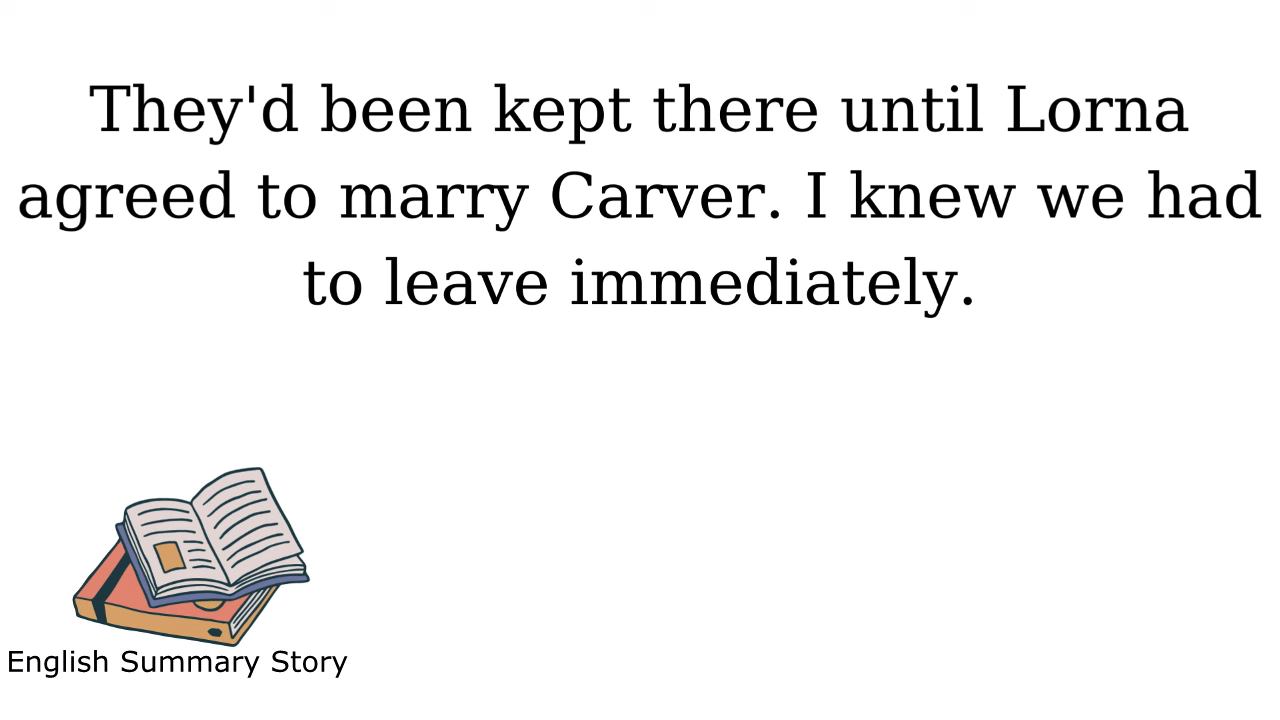 They'd been kept there until Lorna
agreed to marry Carver. I knew we had
to leave immediately.
English Summary Story